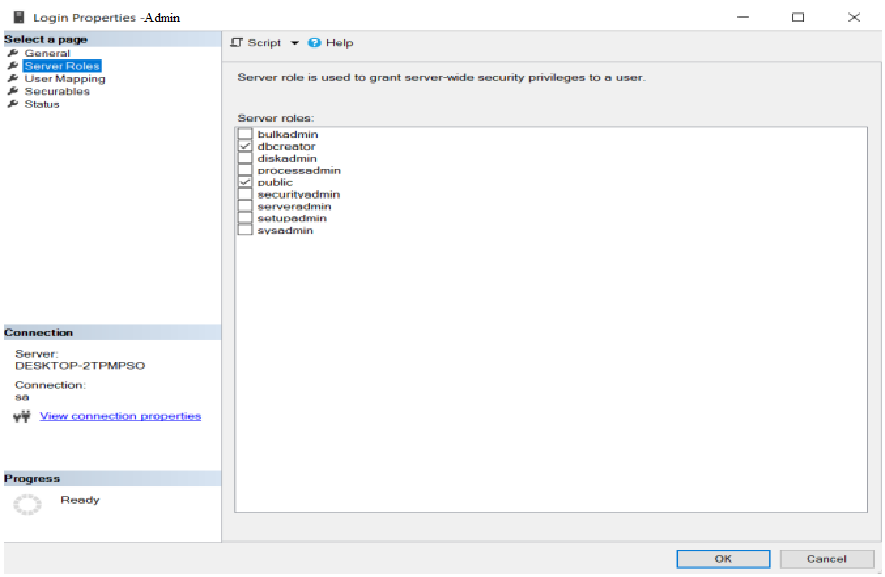 Login Properties -Admin
Select a page
General
Server Roles
User Mapping
Securables
Status
Script
Help
Server role is used to grant server-wide security privileges to a user.
Server roles:
bulkadmin
dbcreator
diskadmin
processadmin
public
securityadmin
serveradmin
setupadmin
sysadmin
Connection
Server:
DESKTOP-2TPMPSO
Connection:
sa
View connection properties
Progress
Ready
OK
Cancel